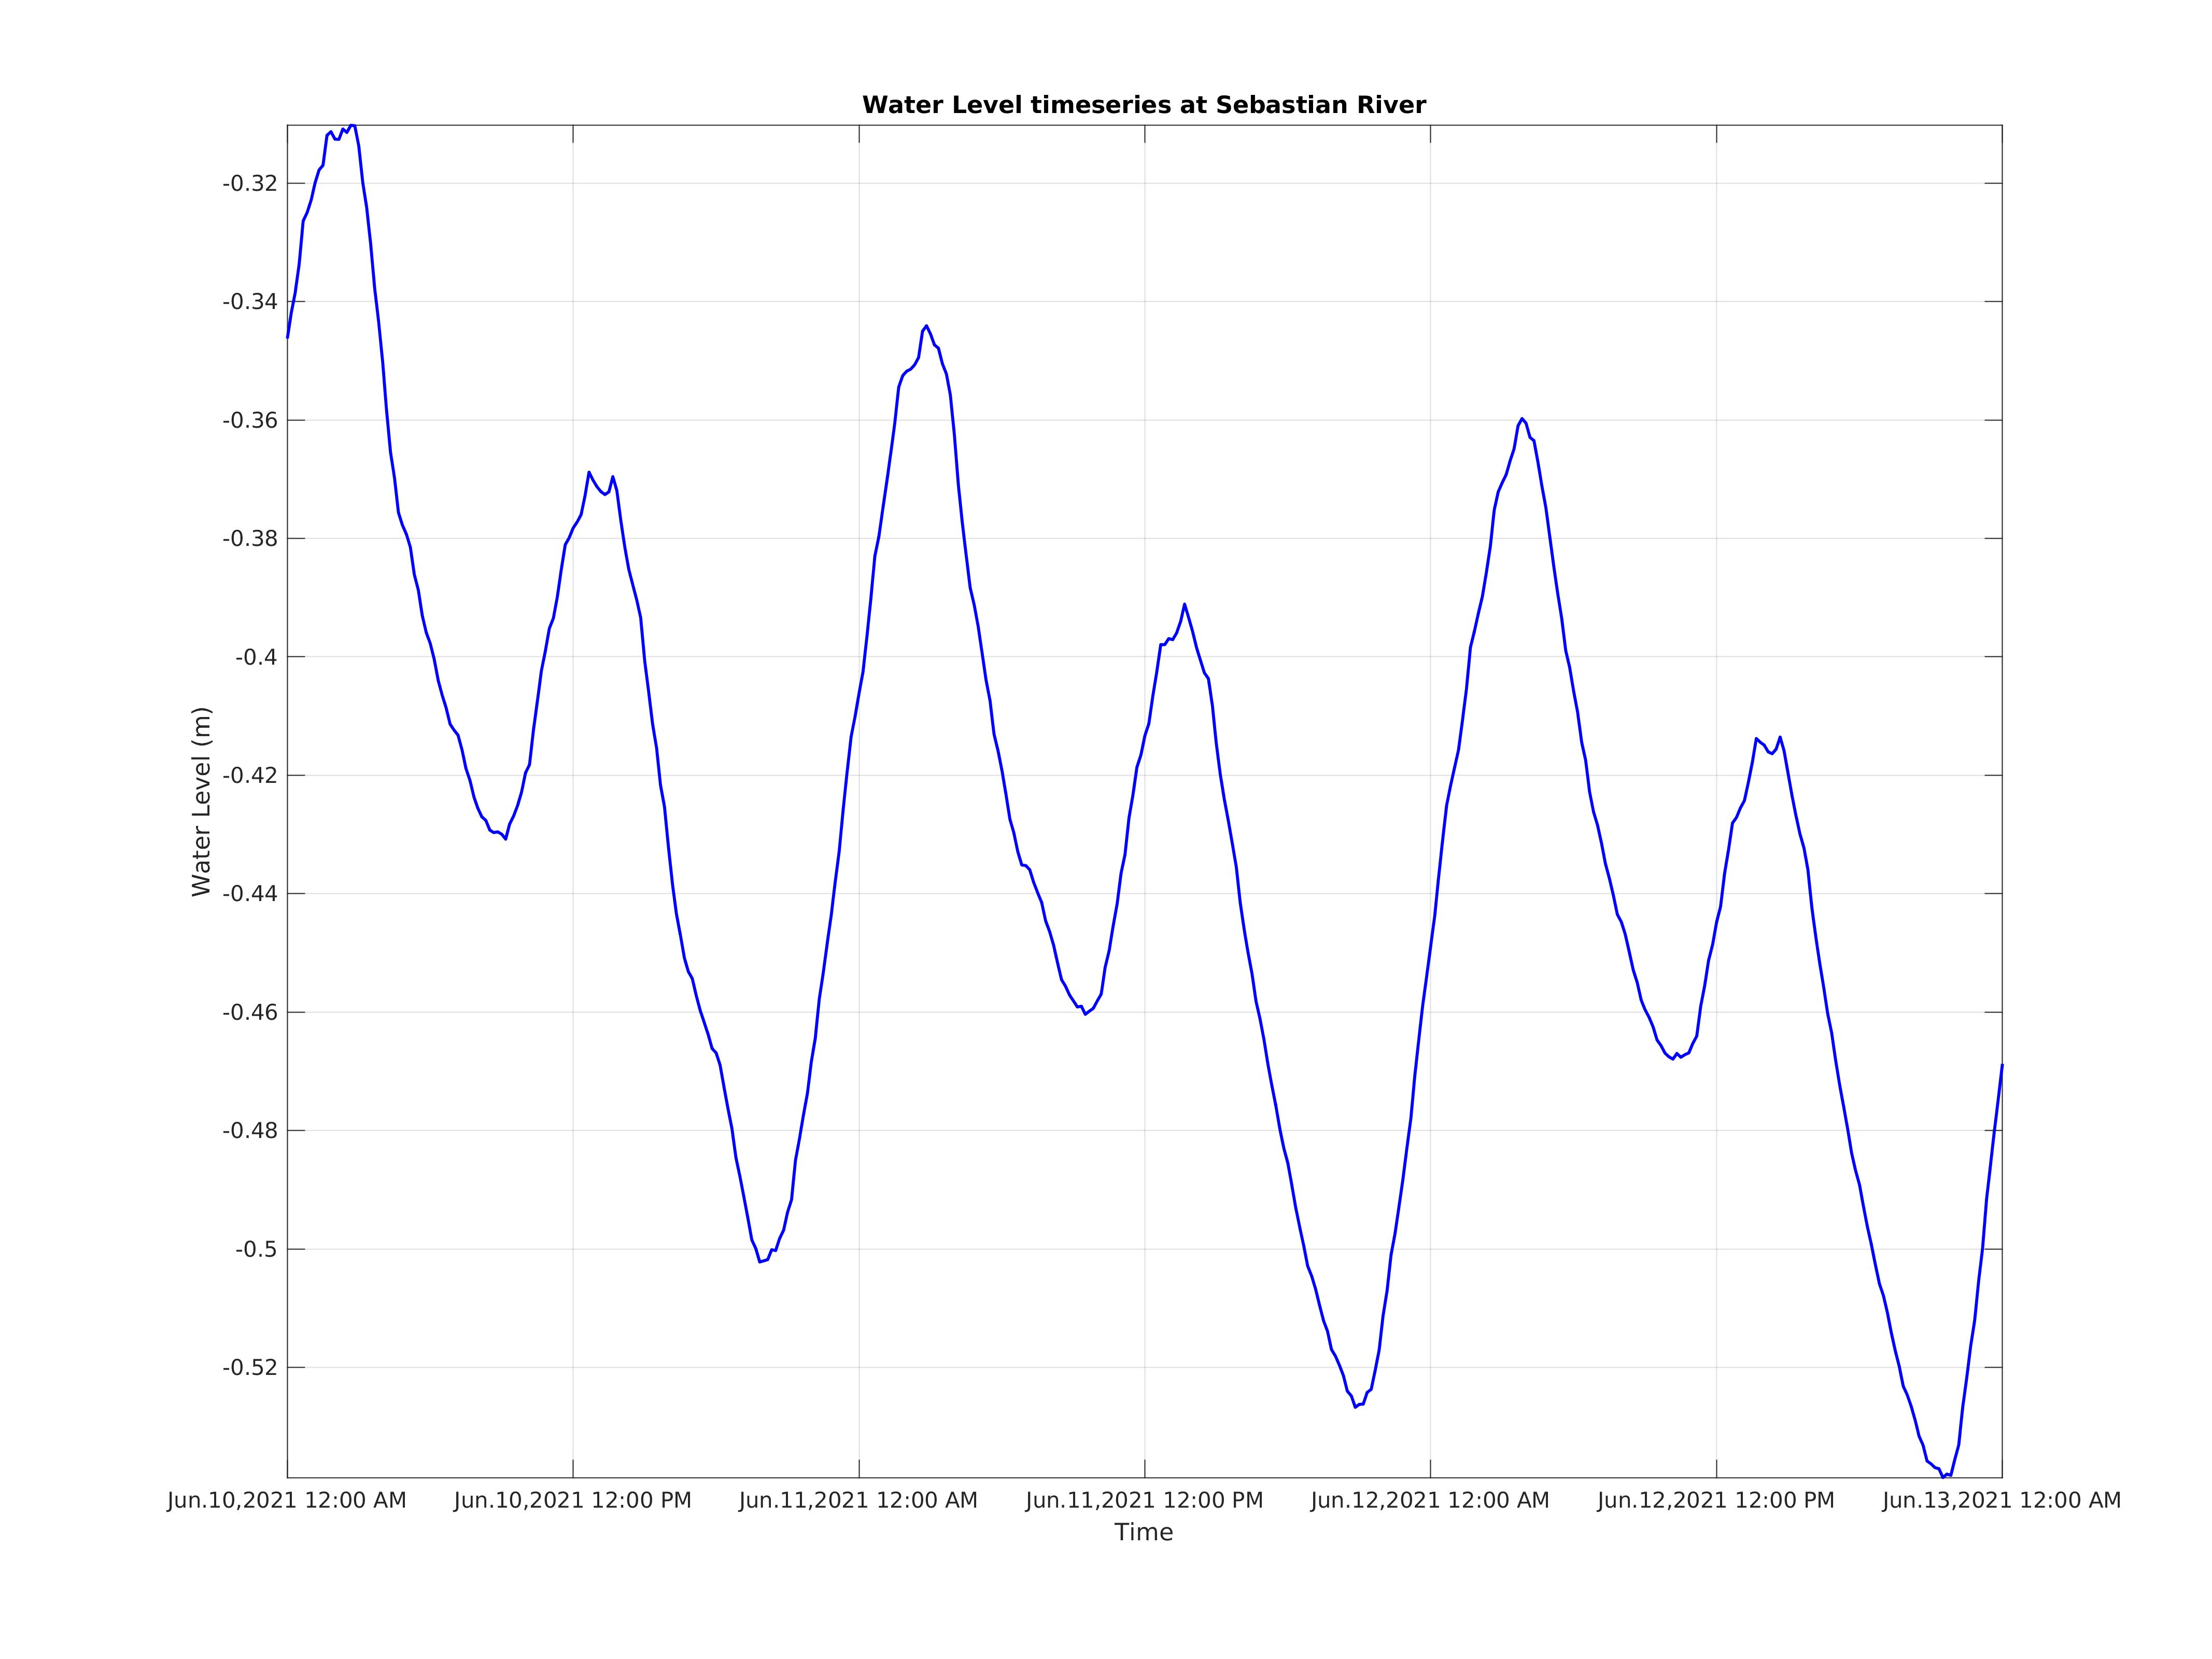 Water Level timeseries at Sebastian River
-0.32
-0.34
-0.36
-0.38
-0.4
-0.42
-0.44
-0.46
-0.48
-0.5
-0.52
Water Level (m)
Jun.10,2021 12:00 AM Jun.10,2021 12:00 PM Jun.11,2021 12:00 AM Jun.11,2021 12:00 PM Jun.12,2021 12:00 AM Jun.12,2021 12:00 PM Jun.13,2021 12:00 AM
Time